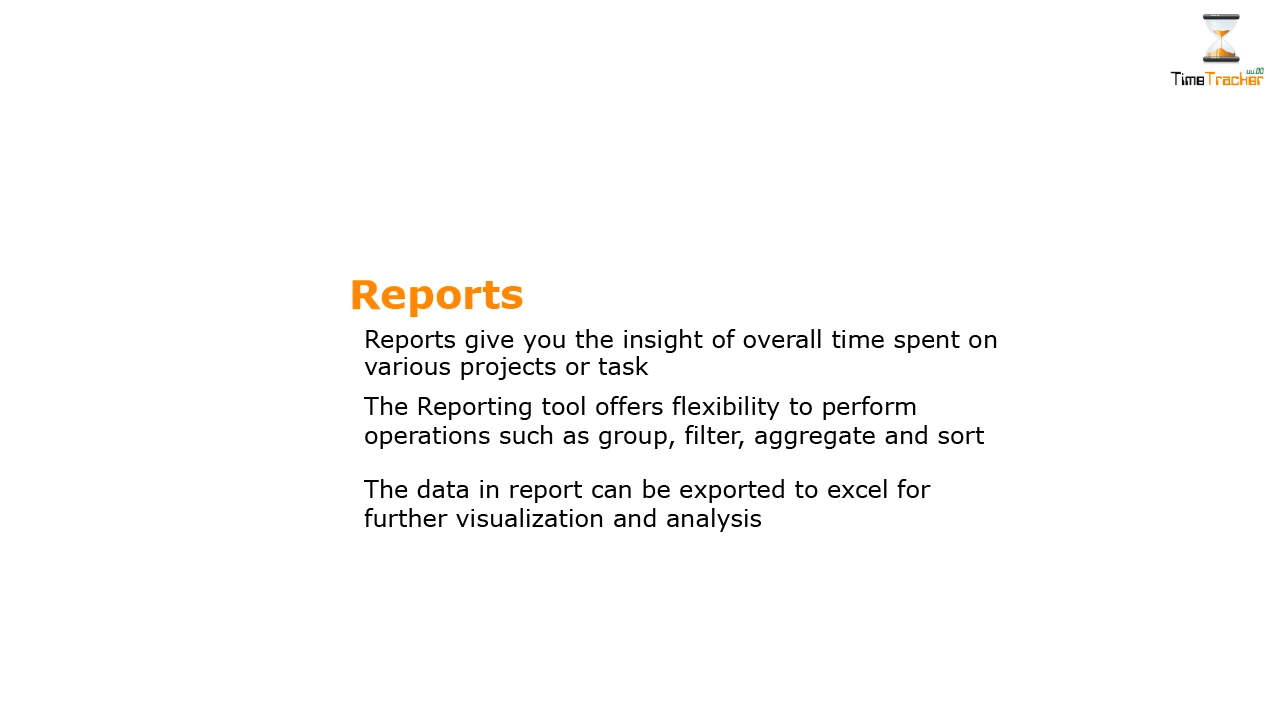 TimeTracker
Reports
Reports give you the insight of overall time spent on
various projects or task
The Reporting tool offers flexibility to perform
operations such as group, filter, aggregate and sort
The data in report can be exported to excel for
further visualization and analysis